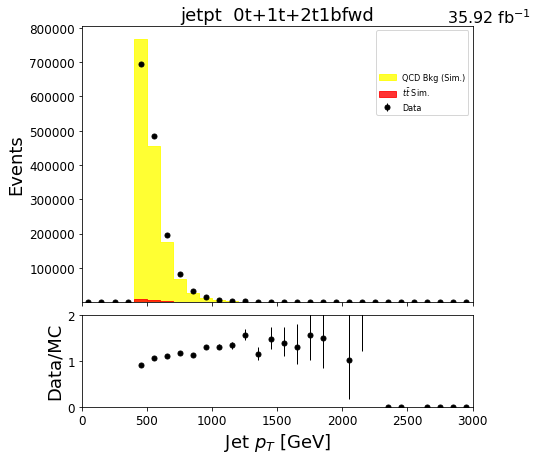 jetpt 0t+1t+2t1bfwd
35.92 fb⁻¹
800000
700000
600000
500000
400000
300000
200000
100000
Events
QCD Bkg (Sim.)
tt̄ Sim.
Data
2
1
0
Data/MC
0 500 1000 1500 2000 2500 3000
Jet p_T [GeV]